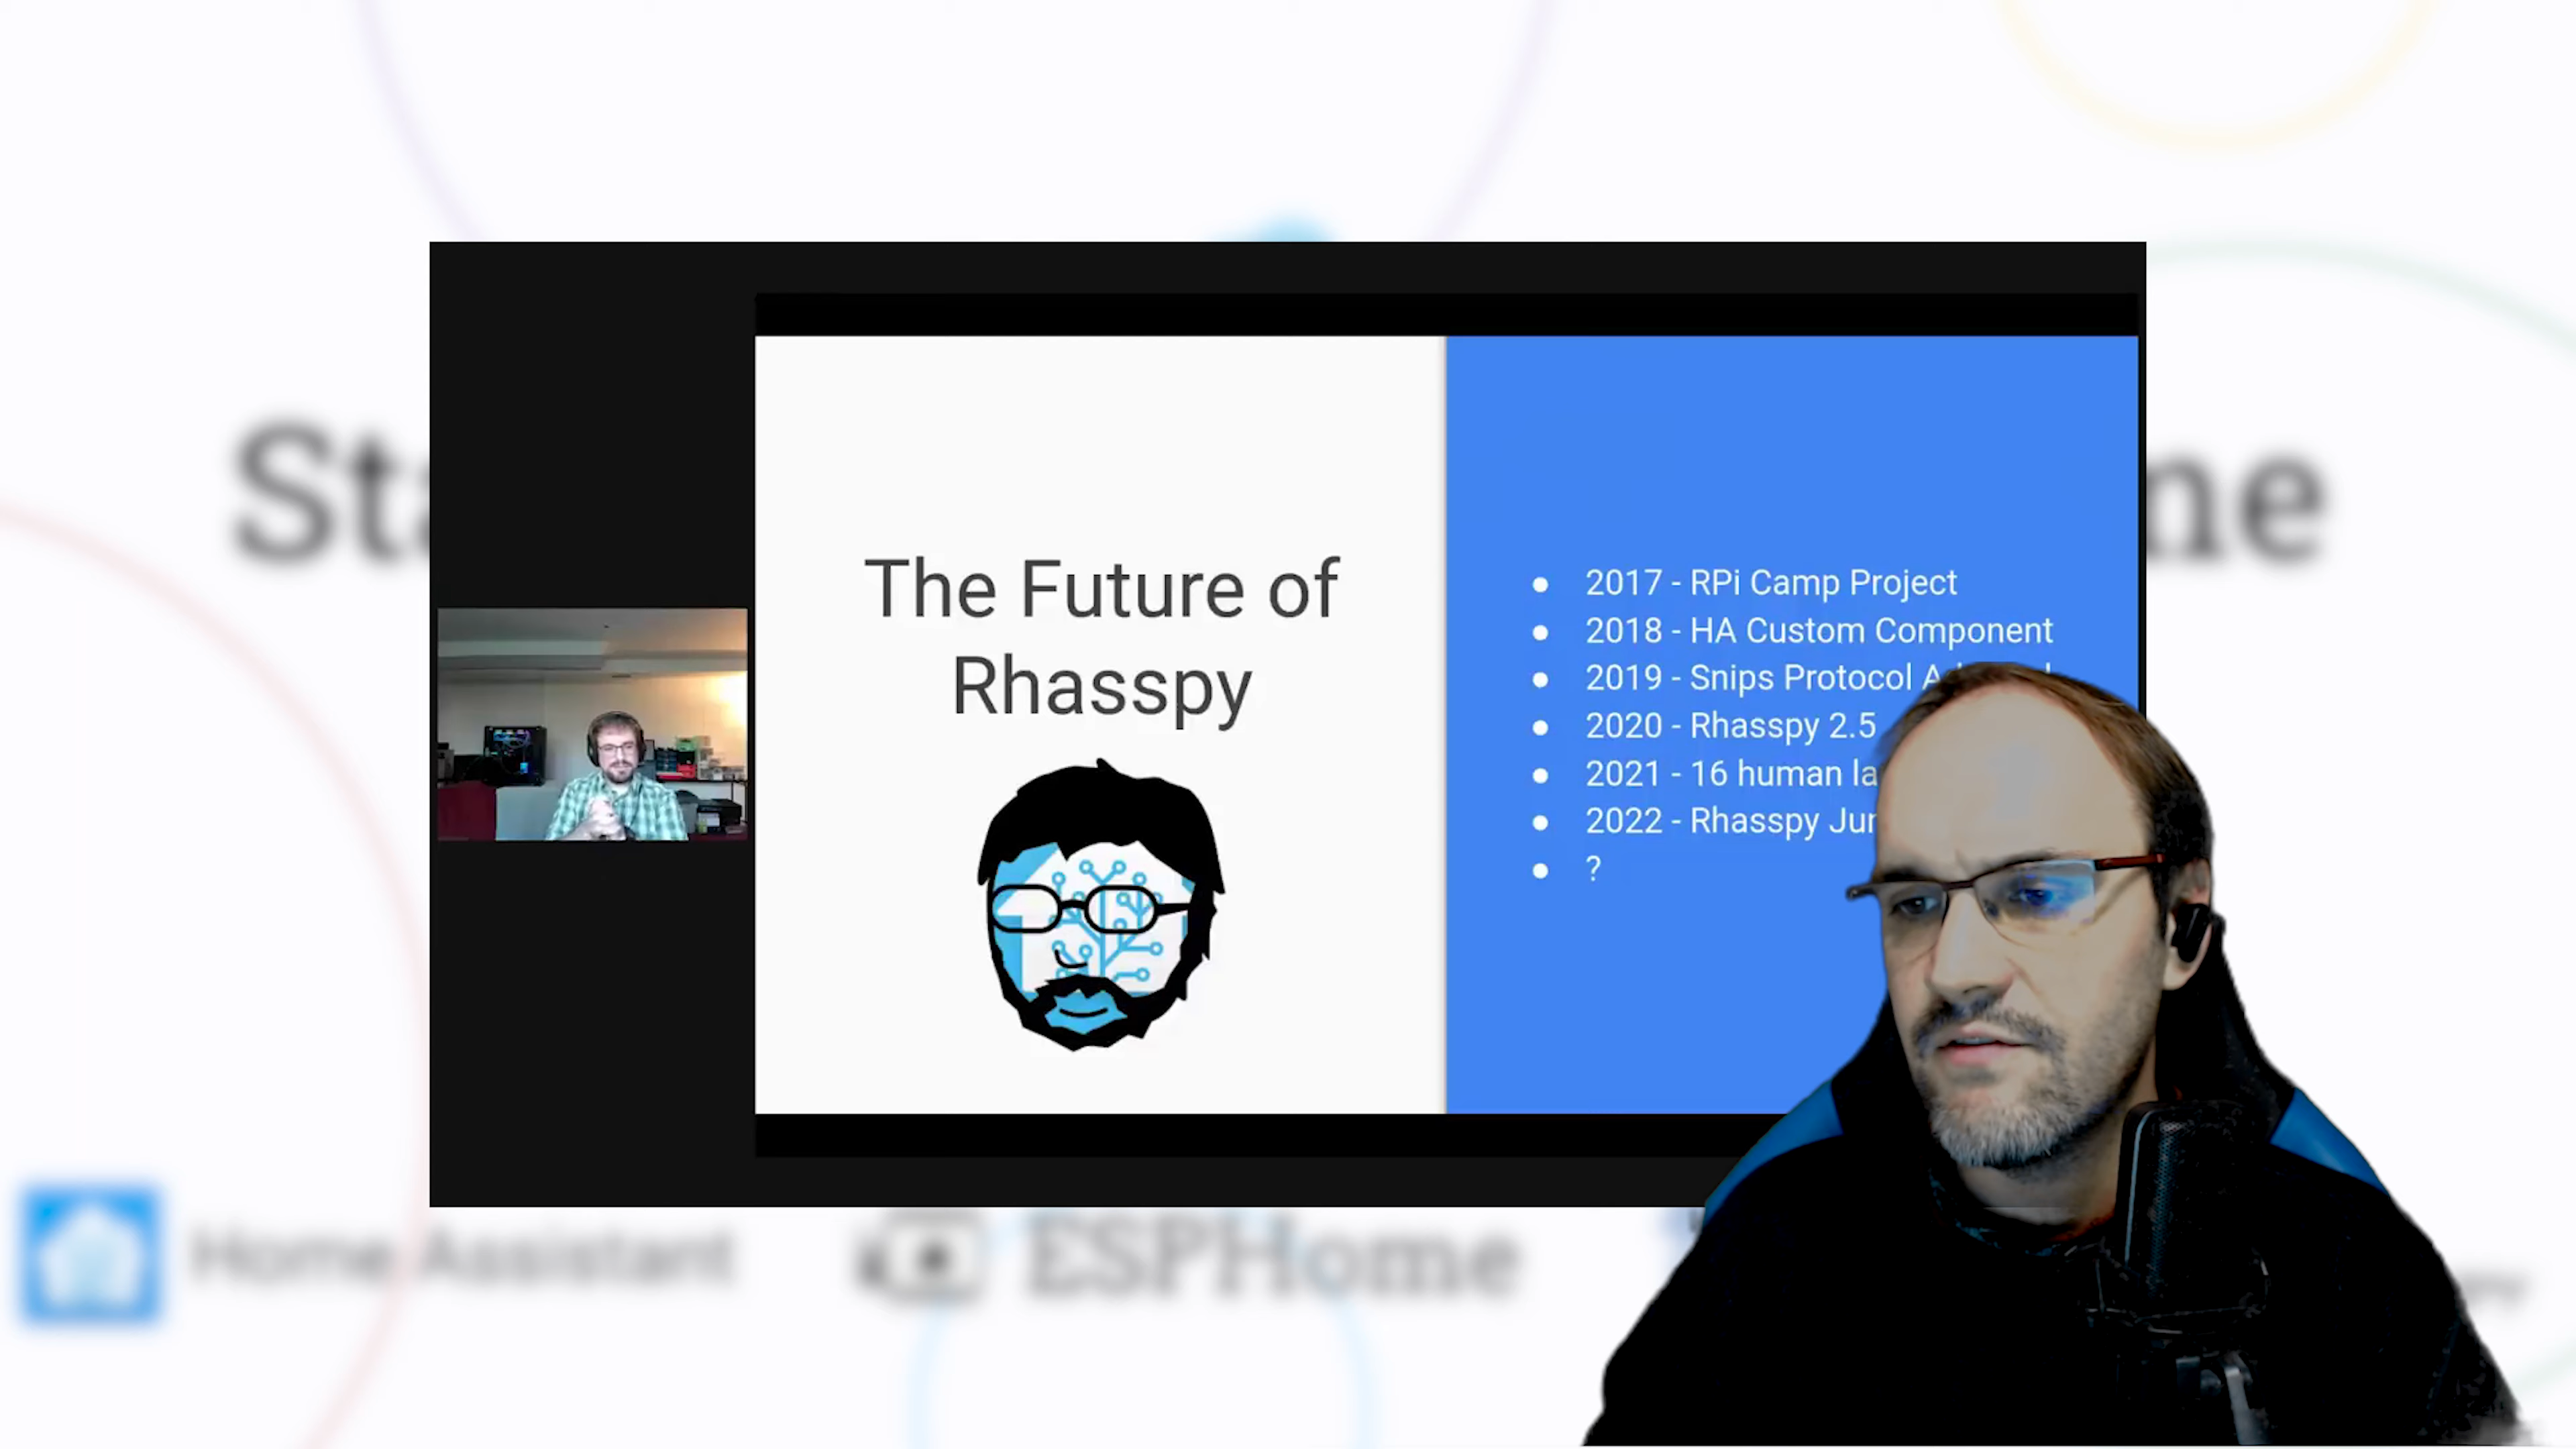 The Future of
Rhasspy
2017 - RPi Camp Project
2018 - HA Custom Component
2019 - Snips Protocol
2020 - Rhasspy 2.5
2021 - 16 human
2022 - Rhasspy
?
Home Assistant
ESPHome